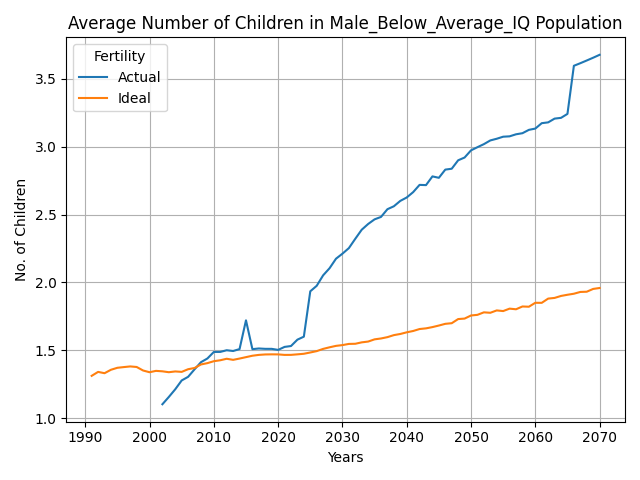 Average Number of Children in Male_Below_Average_IQ Population
Fertility
Actual
Ideal
No. of Children
3.5
3.0
2.5
2.0
1.5
1.0
1990 2000 2010 2020 2030 2040 2050 2060 2070
Years